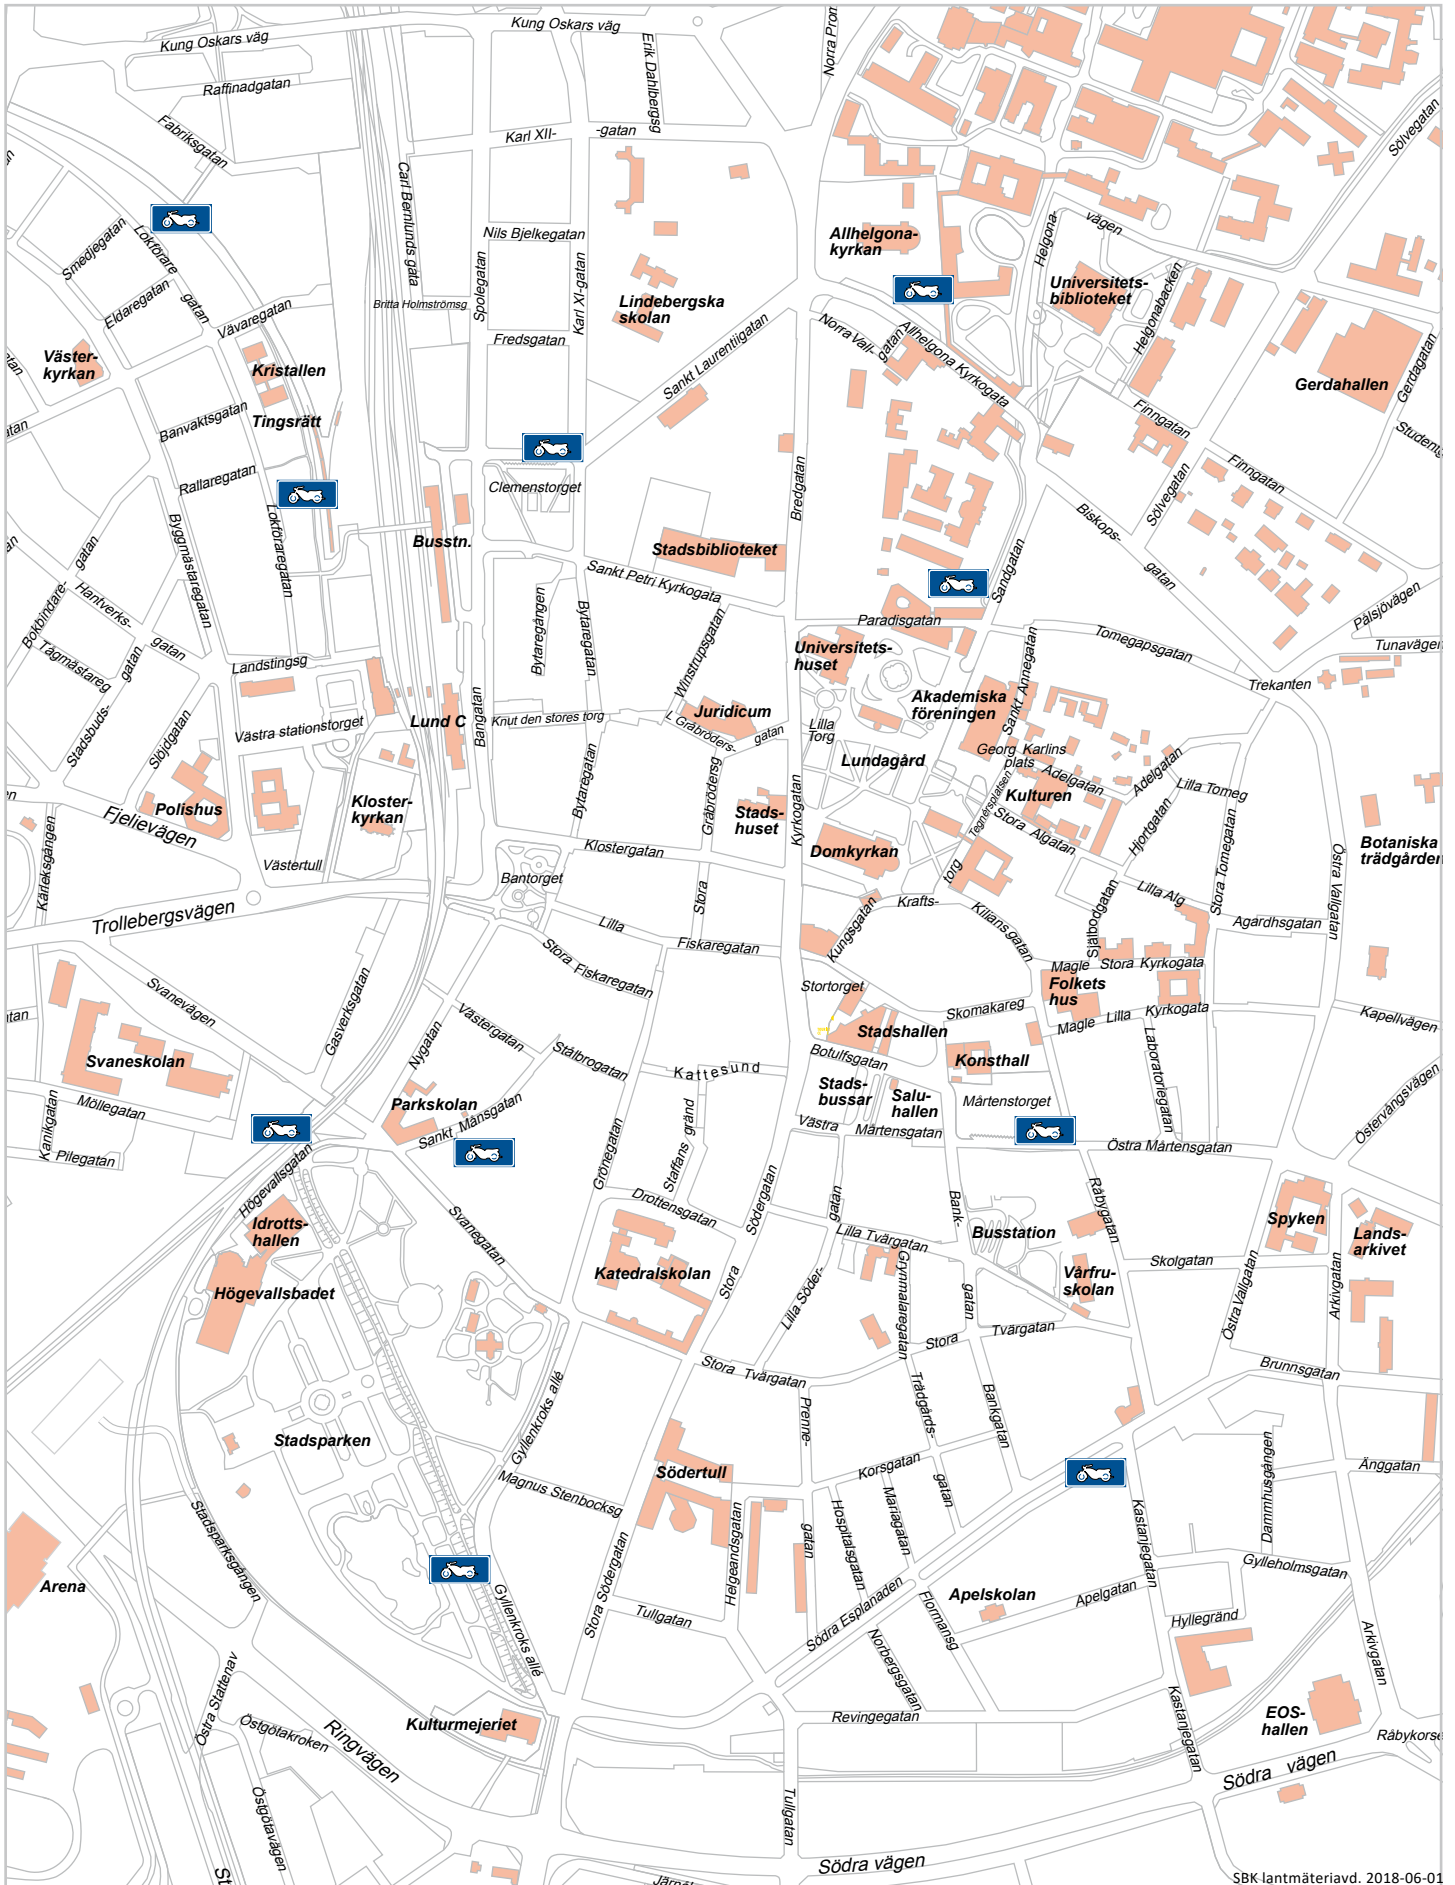 Kung Oskars väg
Kung Oskars väg
Erik Dahlbergsg
Norra Pron
Raffinadgatan
Fabriksgatan
Karl XII-
-gatan
Sölvegatan
Carl Bernlunds gata
Smedjegatan
Lokförare
gatan
Eldaregatan
Vävaregatan
Nils Bjelkegatan
Spolegatan
Karl XI-gatan
Britta Holmströmsg
Fredsgatan
Allhelgona-
kyrkan
Helgona-
vägen
Universitets-
biblioteket
Helgonabacken
Lindebergska
skolan
Sankt Laurentiigatan
Norra Vall-
gatan
Allhelgona Kyrkogata
Väster-
kyrkan
Kristallen
Tingsrätt
Gerdahallen
Gerdagatan
Banvaktsgatan
Rallaregatan
Finngatan
Finngatan
Sölvegatan
Clemenstorget
Bredgatan
Biskops-
gatan
Byggmästaregatan
Lokföraregatan
Busstn.
Stadsbiblioteket
Sankt Petri Kyrkogata
Sandgatan
Bokbindare-
gatan
Hantverks-
gatan
Tågmästareg
Stadsbuds-
gatan
Landstingsg
Bytaregången
Bytaregatan
Winstrupsgatan
Paradisgatan
Pålsjövägen
Tunavägen
Tomegapsgatan
Trekanten
Universitets-
huset
Akademiska
föreningen
Sankt Annegatan
Slöjdgatan
Västra stationstorget
Lund C
Bangatan
Knut den stores torg
Juridicum
L Gråbröders-
gatan
Lilla
Torg
Lundagård
Georg Karlins
plats
Adelgatan
Adelgatan
Kulturen
Lilla Tomeg
Polishus
Fjelievägen
Kloster-
kyrkan
Bytaregatan
Gråbrödersg
Stads-
huset
Kyrkogatan
Tegnérsplatsen
Stora Algatan
Hjortgatan
Stora Tomegatan
Östra Vallgatan
Botaniska
trädgården
Kärleksgången
Västertull
Klostergatan
Domkyrkan
Bantorget
Stora
torg
Krafts-
Lilla Alg
Själbodgatan
Trollebergsvägen
Lilla
Fiskaregatan
Kungsgatan
Kiliansgatan
Agardhsgatan
Stora
Fiskaregatan
Magle
Stora
Kyrkogata
Folkets
hus
Svanevägen
Gasverksgatan
Nygatan
Västergatan
Stålbrogatan
Stortorget
Skomakareg
Magle
Lilla
Kyrkogata
Kapellvägen
Stadshallen
Svaneskolan
Kattesund
Botulfsgatan
Konsthall
Laboratoriegatan
Stads-
bussar
Salu-
hallen
Mårtenstorget
Möllegatan
Parkskolan
Sankt Månsgatan
Staffans gränd
Västra
Mårtensgatan
Östra Mårtensgatan
Östervångsvägen
Kanikgatan
Pilegatan
Högevallsgatan
Grönegatan
Drottensgatan
Södergatan
Stora
gatan
Bank-
gatan
Råbygatan
Idrotts-
hallen
Svanegatan
Lilla Tvärgatan
Busstation
Spyken
Lands-
arkivet
Högevallsbadet
Katedralskolan
Lilla Söder-
Grynmalaregatan
Vårfru-
skolan
Skolgatan
Östra Vallgatan
Arkivgatan
Stora
Tvärgatan
Stora
Tvärgatan
Brunnsgatan
Gyllenkroks allé
Prenne-
gatan
Trädgårds-
gatan
Bankgatan
Stadsparken
Södertull
Korsgatan
Änggatan
Dammhusgången
Magnus Stenbocksg
Helgeandsgatan
Hospitalsgatan
Mariagatan
Kastanjegatan
Stadsparksgången
Gylleholmsgatan
Arena
Gyllenkroks allé
Stora Södergatan
Tullgatan
Södra Esplanaden
Flormansg
Apelskolan
Apelgatan
Hyllegränd
Norbergsgatan
Arkivgatan
Östra Stattenav
Östgötakroken
Ringvägen
Kulturmejeriet
Revingegatan
Kastanjegatan
EOS-
hallen
Råbykorse
Östgötavägen
Tullgatan
Södra vägen
Södra vägen
SBK lantmäteriavd. 2018-06-01